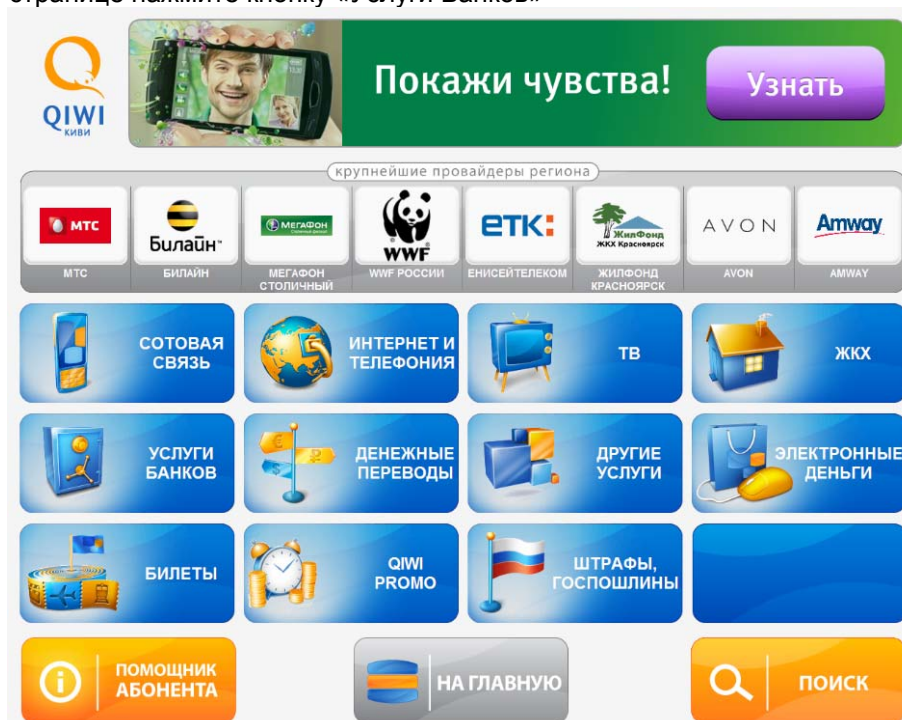 странице нажмите кнопку «Услуги Банков»
QIWI
КИВИ
Покажи чувства!
Узнать
крупнейшие провайдеры региона
МТС
Билайн
МЕГАФОН
WWF
ЕТК:
ЖилФонд
ЖКХ Красноярск
AVON
Amway
МТС
БИЛАЙН
МЕГАФОН
СТОЛИЧНЫЙ
WWF РОССИИ
ЕНИСЕЙТЕЛЕКОМ
ЖИЛФОНД
КРАСНОЯРСК
AVON
AMWAY
СОТОВАЯ
СВЯЗЬ
ИНТЕРНЕТ И
ТЕЛЕФОНИЯ
ТВ
ЖКХ
УСЛУГИ
БАНКОВ
ДЕНЕЖНЫЕ
ПЕРЕВОДЫ
ДРУГИЕ
УСЛУГИ
ЭЛЕКТРОННЫЕ
ДЕНЬГИ
БИЛЕТЫ
QIWI
PROMO
ШТРАФЫ,
ГОСПОШЛИНЫ
ПОМОЩНИК
АБОНЕНТА
НА ГЛАВНУЮ
ПОИСК